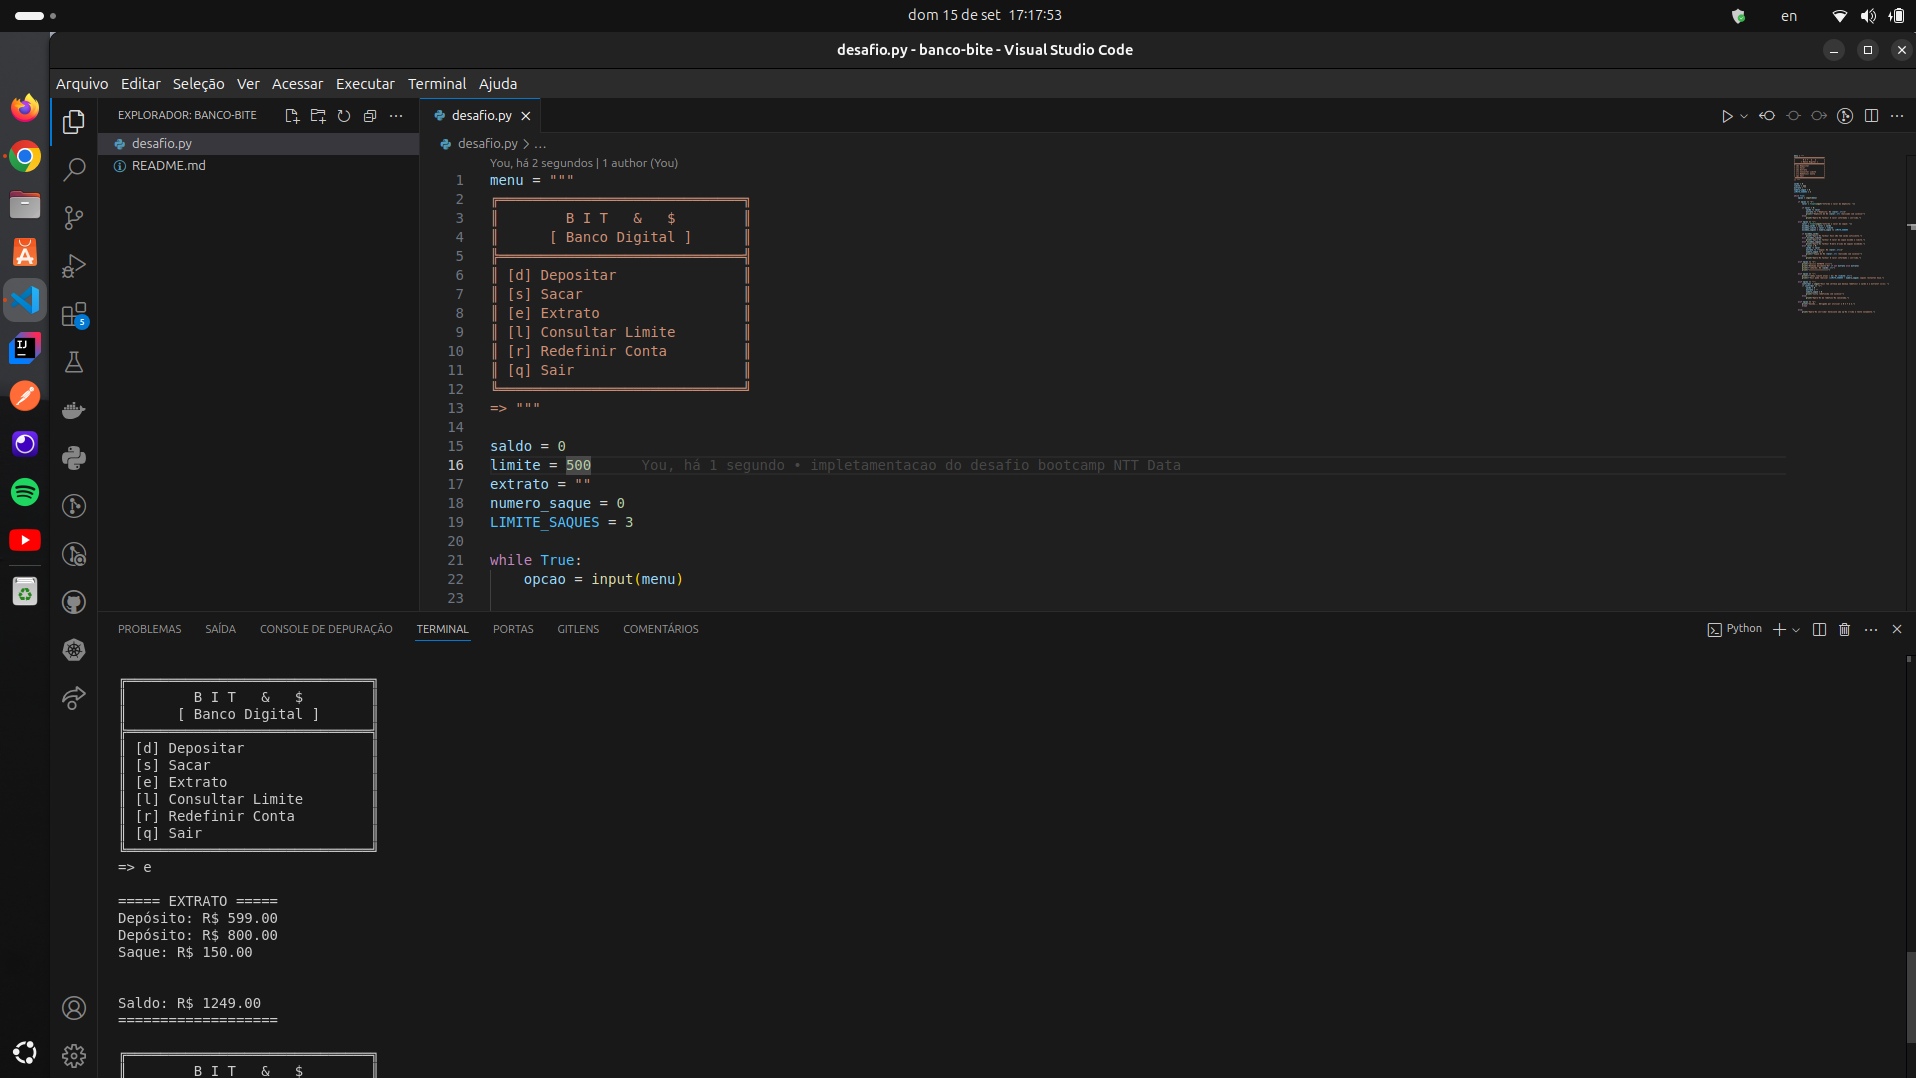 dom 15 de set 17:17:53
en
desafio.py - banco-bite - Visual Studio Code
Arquivo Editar Seleção Ver Acessar Executar Terminal Ajuda
EXPLORADOR: BANCO-BITE
desafio.py
README.md
5
desafio.py
desafio.py > ...
You, há 2 segundos | 1 author (You)
1 menu = """
2
3 B I T & $
4 [ Banco Digital ]
5
6 [d] Depositar
7 [s] Sacar
8 [e] Extrato
9 [l] Consultar Limite
10 [r] Redefinir Conta
11 [q] Sair
12
13 => """
14
15 saldo = 0
16 limite = 500 You, há 1 segundo • impletamentacao do desafio bootcamp NTT Data
17 extrato = ""
18 numero_saque = 0
19 LIMITE_SAQUES = 3
20
21 while True:
22 opcao = input(menu)
23
PROBLEMAS SAÍDA CONSOLE DE DEPURAÇÃO TERMINAL PORTAS GITLENS COMENTÁRIOS
Python
B I T & $
[ Banco Digital ]
[d] Depositar
[s] Sacar
[e] Extrato
[l] Consultar Limite
[r] Redefinir Conta
[q] Sair
=> e
===== EXTRATO =====
Depósito: R$ 599.00
Depósito: R$ 800.00
Saque: R$ 150.00
Saldo: R$ 1249.00
===================
B I T & $